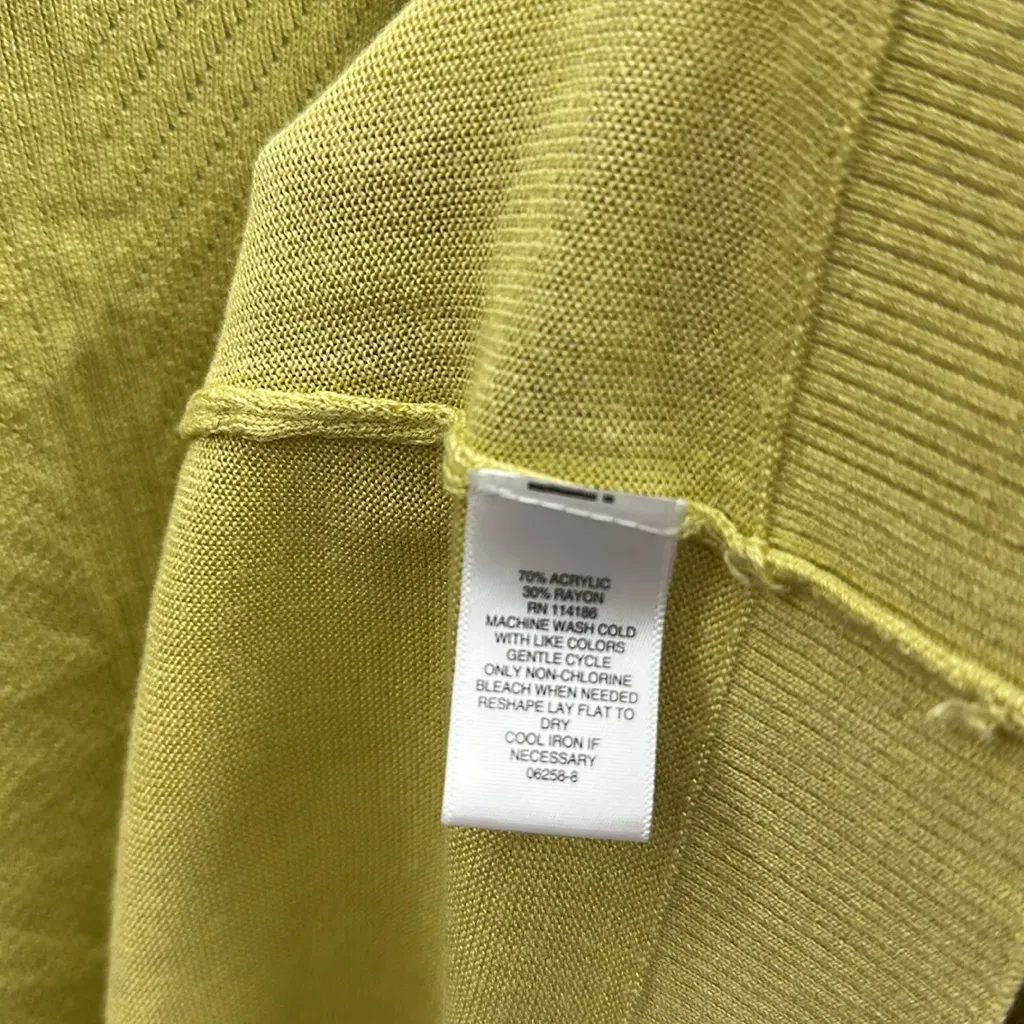 70% ACRYLIC
30% RAYON
RN 114186
MACHINE WASH COLD
WITH LIKE COLORS
GENTLE CYCLE
ONLY NON-CHLORINE
BLEACH WHEN NEEDED
RESHAPE LAY FLAT TO
DRY
COOL IRON IF
NECESSARY
06258-8